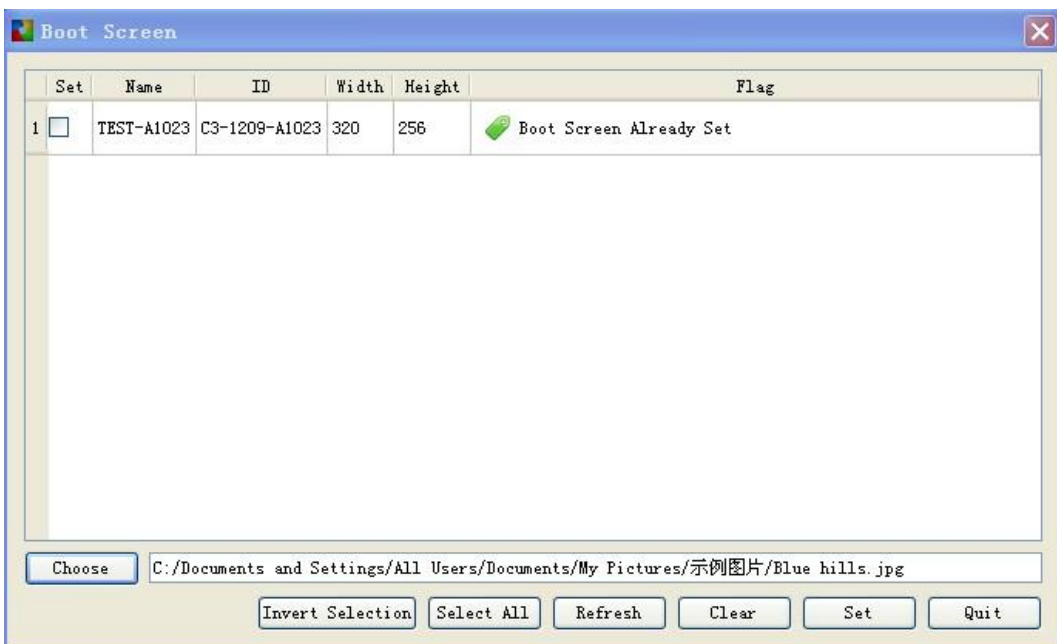 Boot Screen
Set Name ID Width Height Flag
1 TEST-A1023 C3-1209-A1023 320 256 Boot Screen Already Set
Choose C:/Documents and Settings/All Users/Documents/My Pictures/示例图片/Blue hills.jpg
Invert Selection Select All Refresh Clear Set Quit